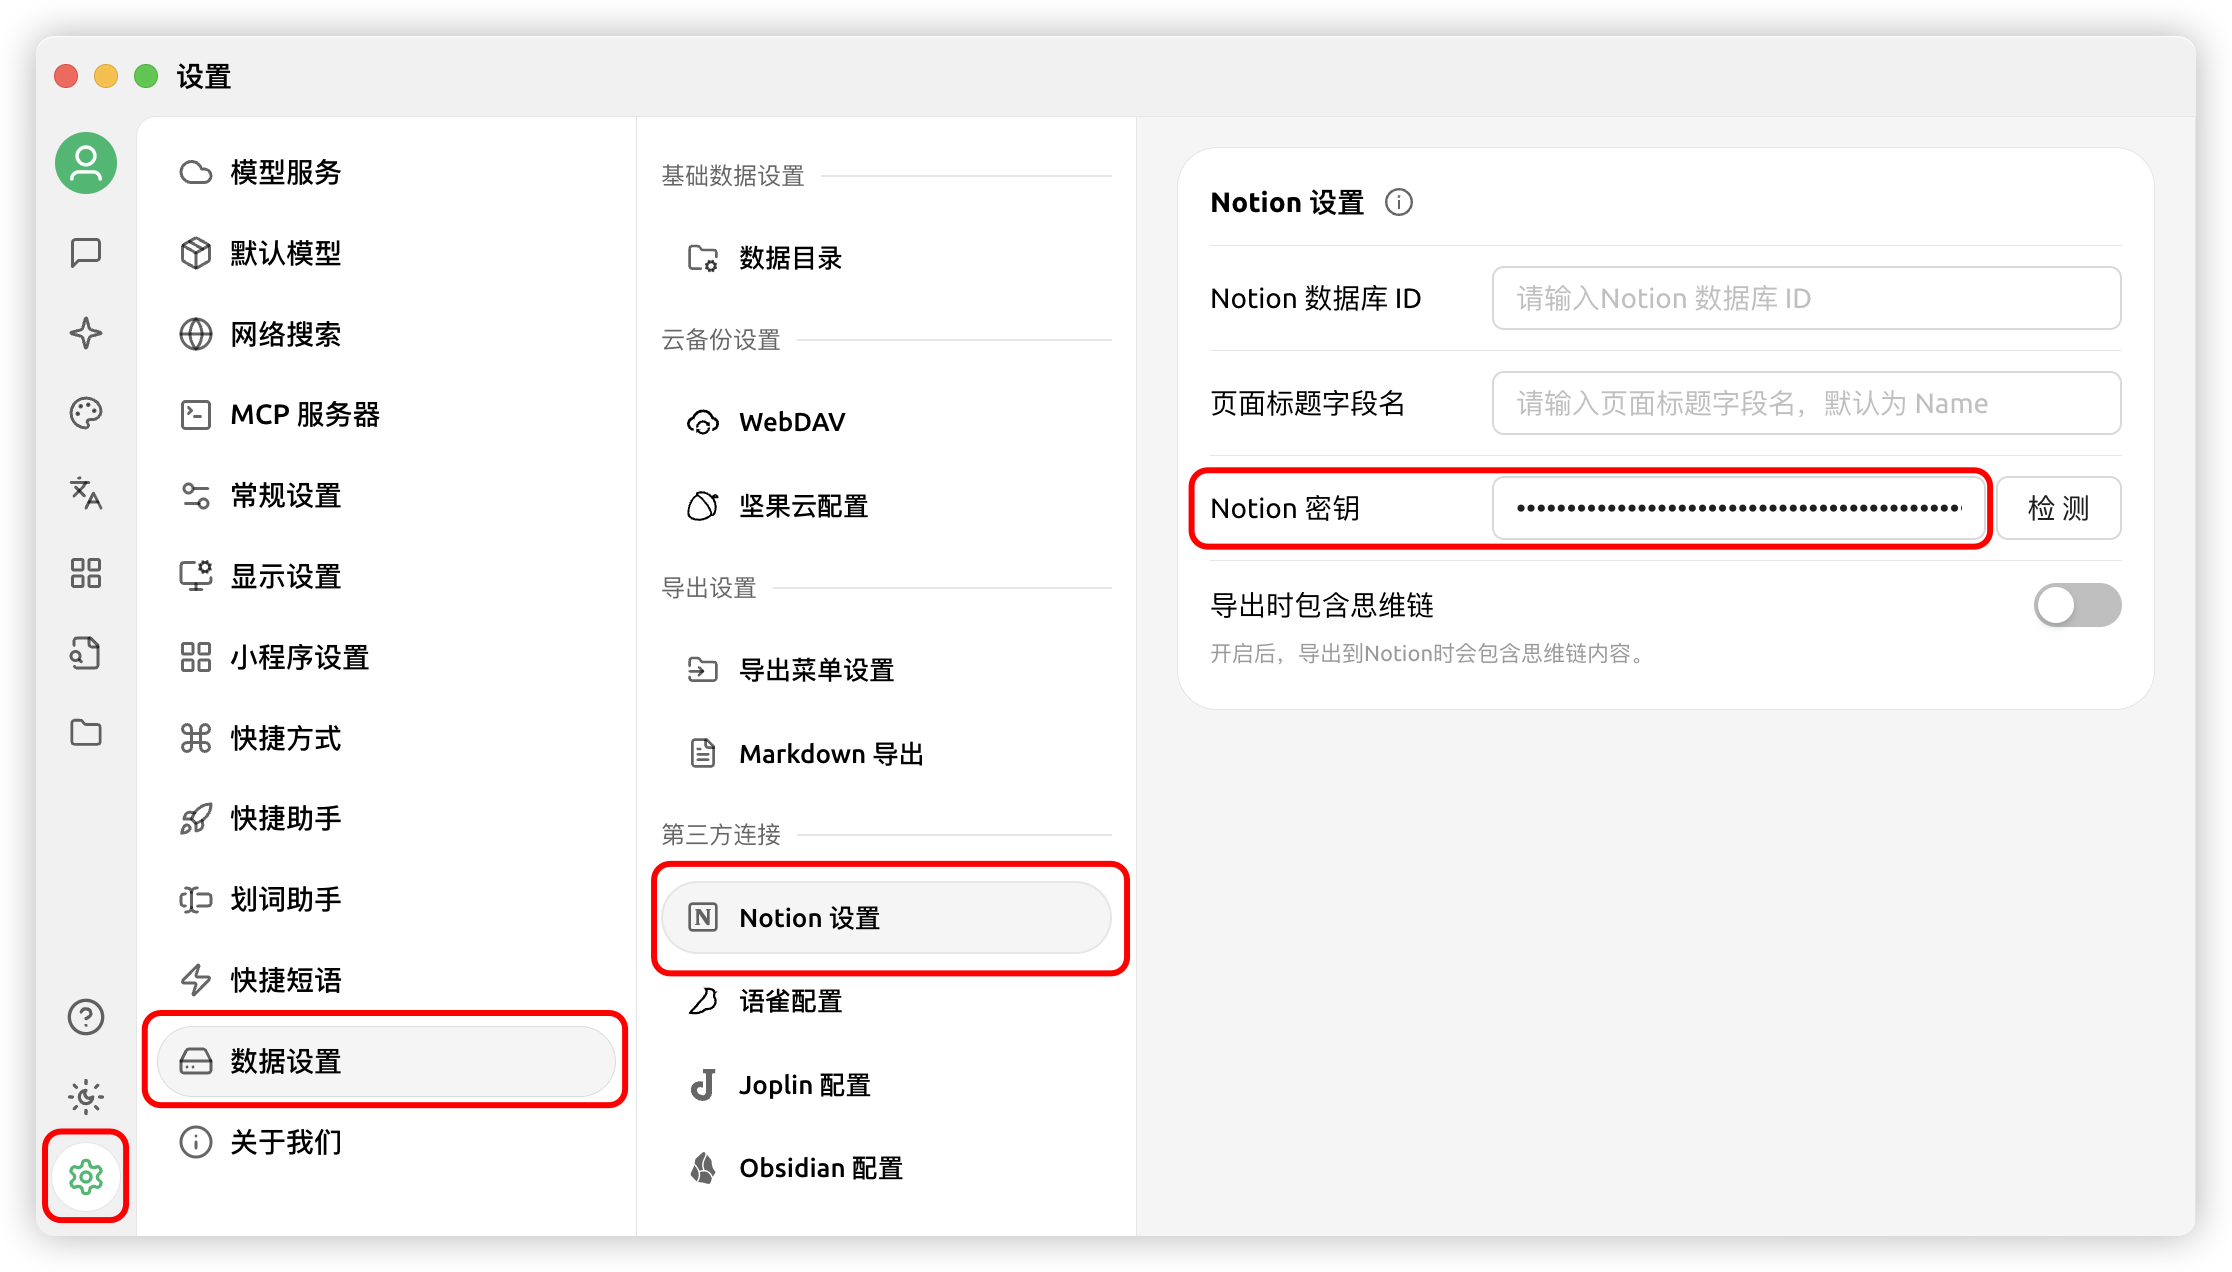 设置
模型服务
默认模型
网络搜索
MCP 服务器
常规设置
显示设置
小程序设置
快捷方式
快捷助手
划词助手
快捷短语
数据设置
关于我们
基础数据设置
数据目录
云备份设置
WebDAV
坚果云配置
导出设置
导出菜单设置
Markdown 导出
第三方连接
Notion 设置
语雀配置
Joplin 配置
Obsidian 配置
Notion 设置
Notion 数据库 ID
请输入Notion 数据库 ID
页面标题字段名
请输入页面标题字段名，默认为 Name
Notion 密钥
检 测
导出时包含思维链
开启后，导出到Notion时会包含思维链内容。